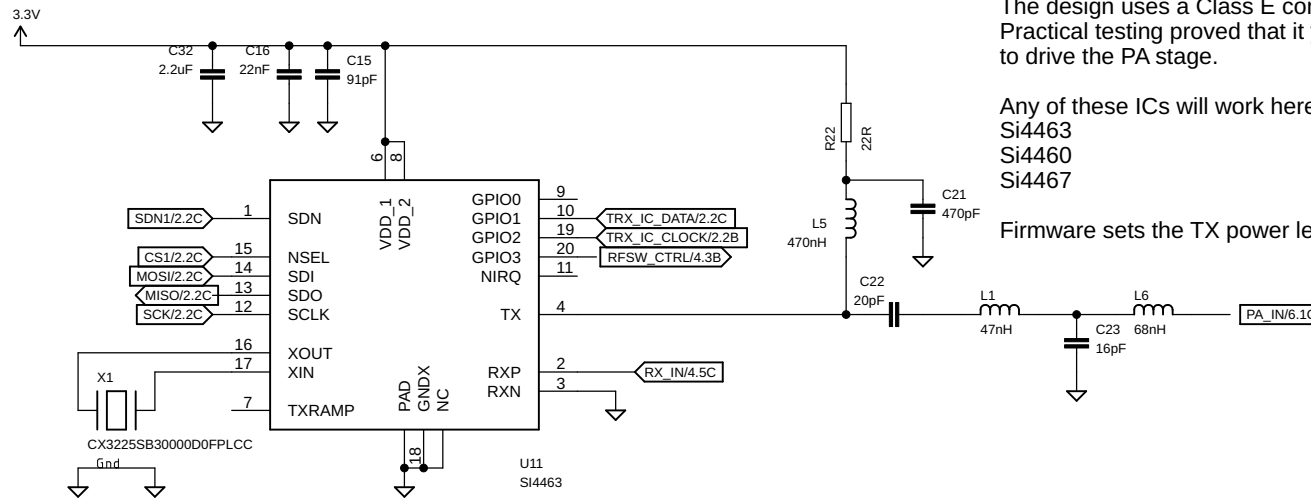 3.3V
C32
2.2uF
C16
22nF
C15
91pF
The design uses a Class E con
Practical testing proved that it y
to drive the PA stage.
Any of these ICs will work here
Si4463
Si4460
Si4467
Firmware sets the TX power le
R22
22R
C21
470pF
L5
470nH
C22
20pF
L1
47nH
C23
16pF
L6
68nH
PA_IN/6.1C
6
8
VDD_1
VDD_2
SDN1/2.2C
1
SDN
CS1/2.2C
15
NSEL
MOSI/2.2C
14
SDI
MISO/2.2C
13
SDO
SCK/2.2C
12
SCLK
16
XOUT
17
XIN
7
TXRAMP
GPIO0
9
GPIO1
10
TRX_IC_DATA/2.2C
GPIO2
19
TRX_IC_CLOCK/2.2B
GPIO3
20
RFSW_CTRL/4.3B
NIRQ
11
TX
4
RXP
2
RX_IN/4.5C
RXN
3
PAD
GNDX
NC
18
X1
CX3225SB30000D0FPLCC
Gnd
U11
SI4463